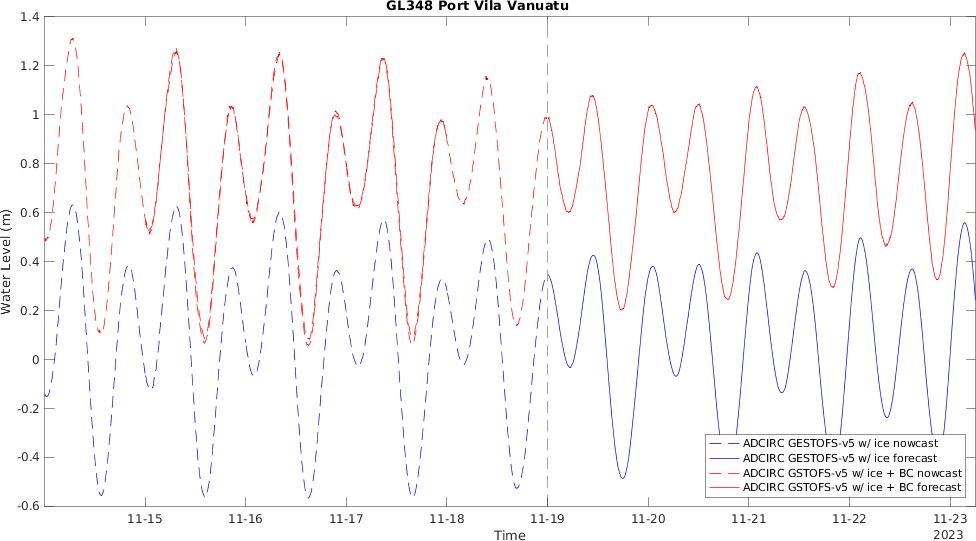 GL348 Port Vila Vanuatu
Water Level (m)
1.4
1.2
1
0.8
0.6
0.4
0.2
0
-0.2
-0.4
-0.6
ADCIRC GESTOFS-v5 w/ ice nowcast
ADCIRC GESTOFS-v5 w/ ice forecast
ADCIRC GSTOFS-v5 w/ ice + BC nowcast
ADCIRC GSTOFS-v5 w/ ice + BC forecast
11-15 11-16 11-17 11-18 11-19 11-20 11-21 11-22 11-23
Time
2023